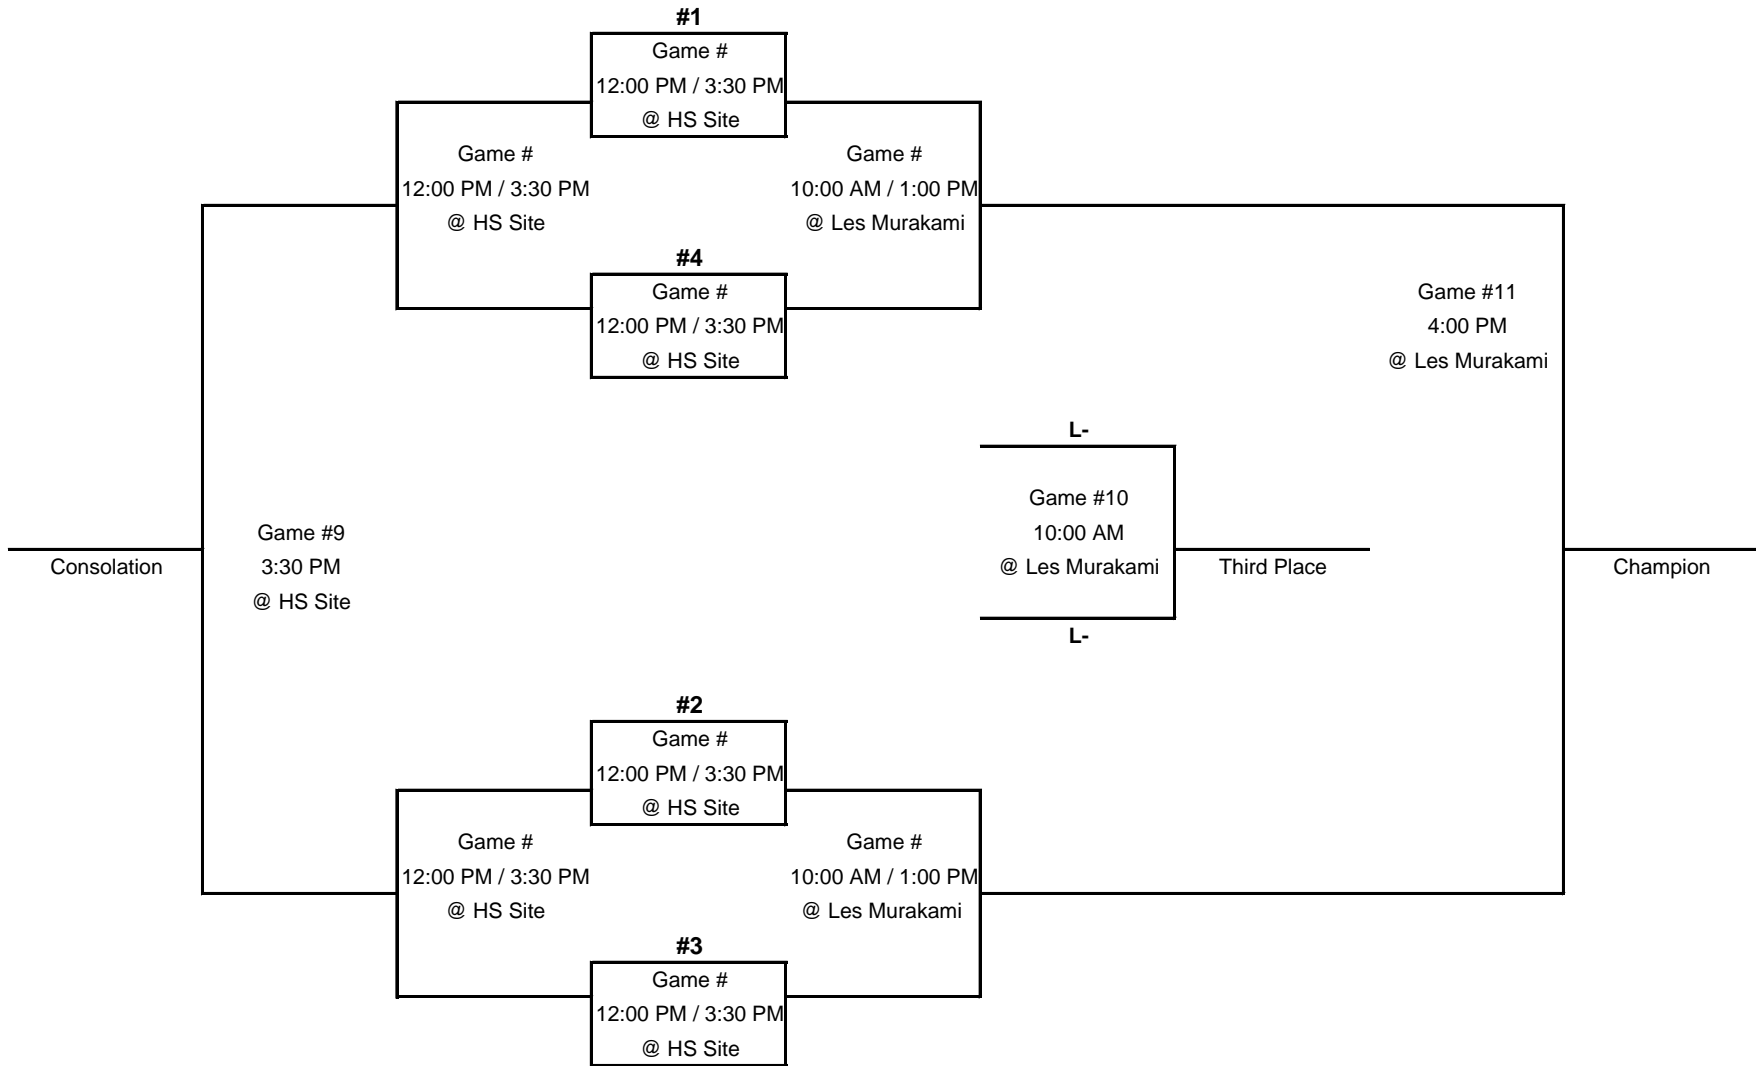 #1
Game #
12:00 PM / 3:30 PM
@ HS Site
Game #
12:00 PM / 3:30 PM
@ HS Site
Game #
10:00 AM / 1:00 PM
@ Les Murakami
#4
Game #
12:00 PM / 3:30 PM
@ HS Site
Game #11
4:00 PM
@ Les Murakami
L-
Game #10
10:00 AM
@ Les Murakami
L-
Third Place
Champion
Game #9
3:30 PM
@ HS Site
Consolation
#2
Game #
12:00 PM / 3:30 PM
@ HS Site
Game #
12:00 PM / 3:30 PM
@ HS Site
Game #
10:00 AM / 1:00 PM
@ Les Murakami
#3
Game #
12:00 PM / 3:30 PM
@ HS Site